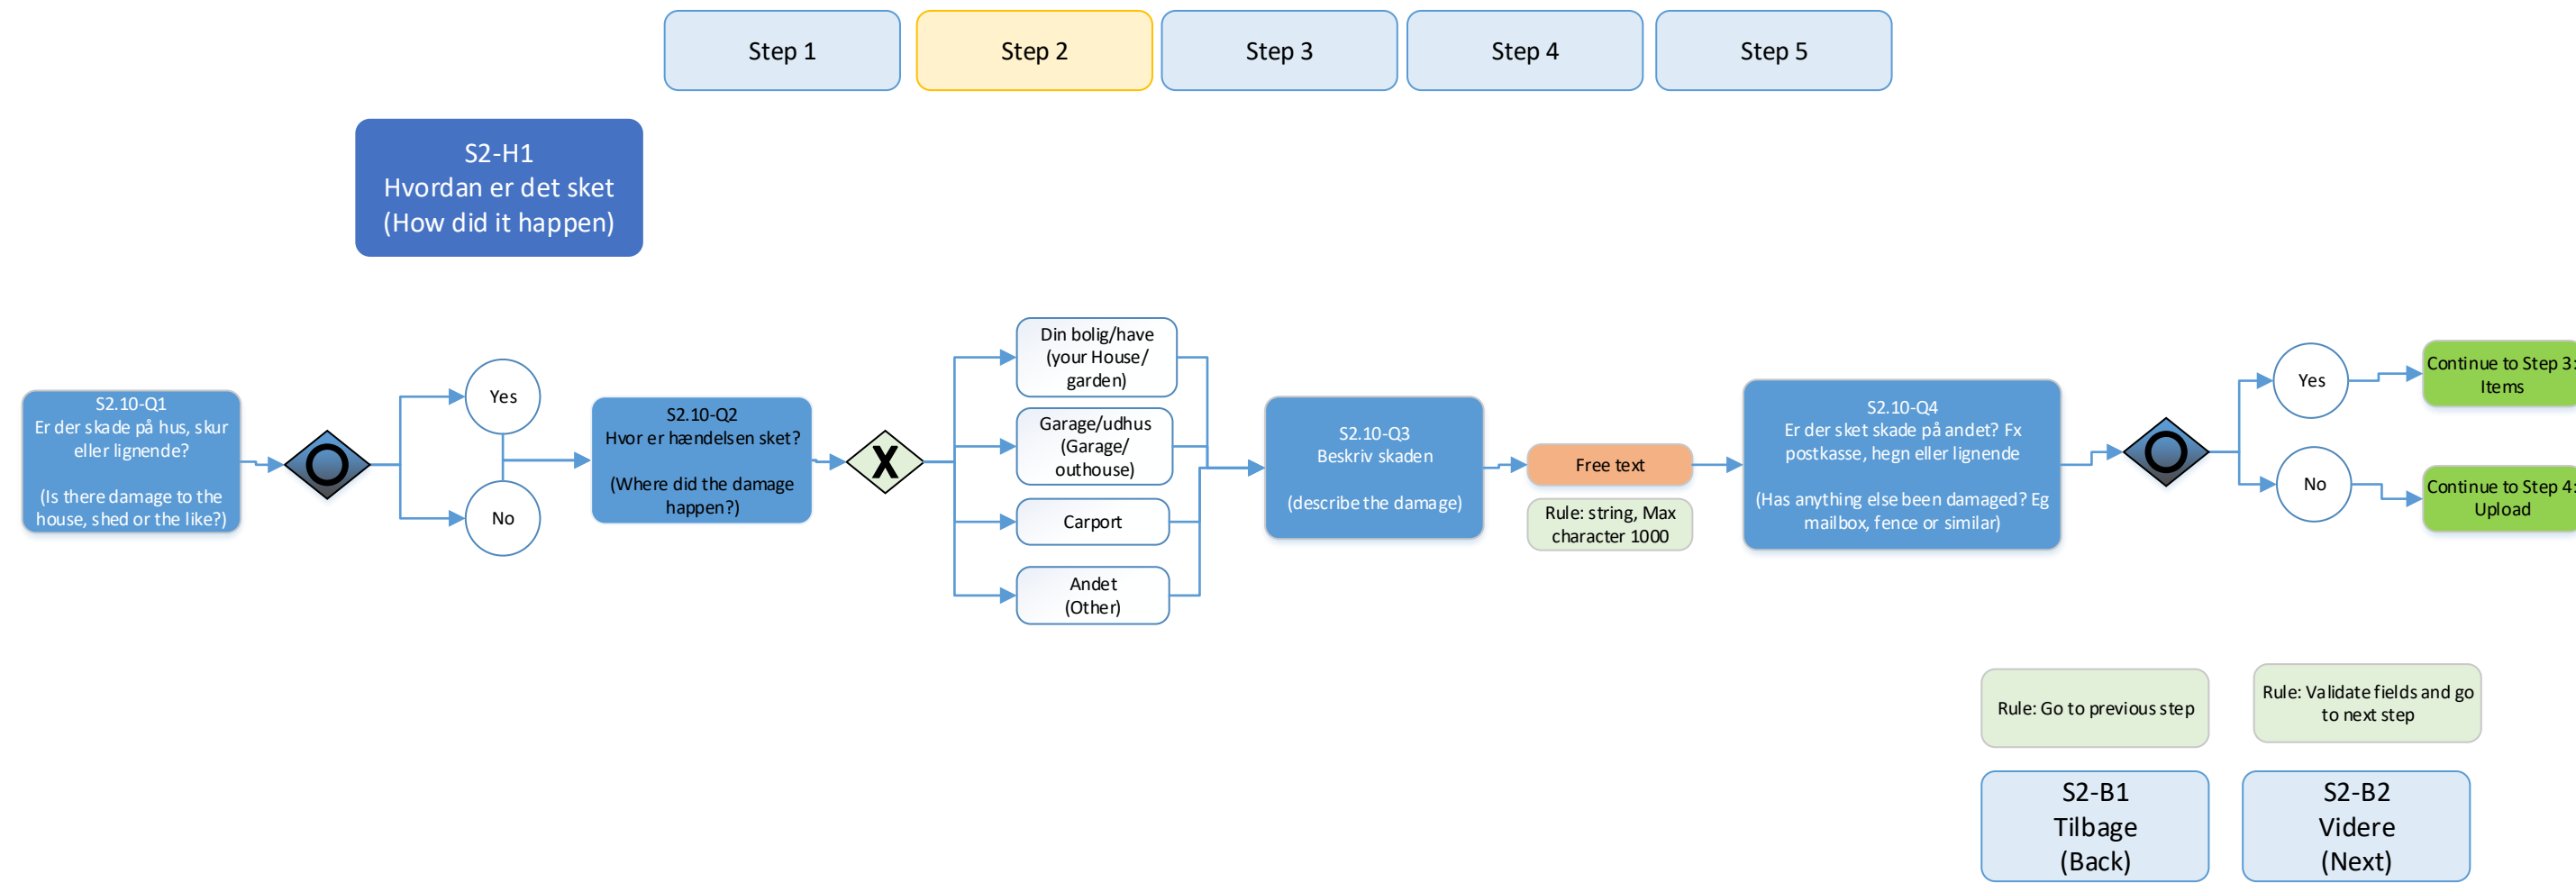 Step 1
Step 2
Step 3
Step 4
Step 5
S2-H1
Hvordan er det sket
(How did it happen)
S2.10-Q1
Er der skade på hus, skur
eller lignende?
(Is there damage to the
house, shed or the like?)
Yes
No
S2.10-Q2
Hvor er hændelsen sket?
(Where did the damage
happen?)
X
Din bolig/have
(your House/
garden)
Garage/udhus
(Garage/
outhouse)
Carport
Andet
(Other)
S2.10-Q3
Beskriv skaden
(describe the damage)
Free text
Rule: string, Max
character 1000
S2.10-Q4
Er der sket skade på andet? Fx
postkasse, hegn eller lignende
(Has anything else been damaged? Eg
mailbox, fence or similar)
Yes
No
Continue to Step 3:
Items
Continue to Step 4:
Upload
Rule: Go to previous step
Rule: Validate fields and go
to next step
S2-B1
Tilbage
(Back)
S2-B2
Videre
(Next)